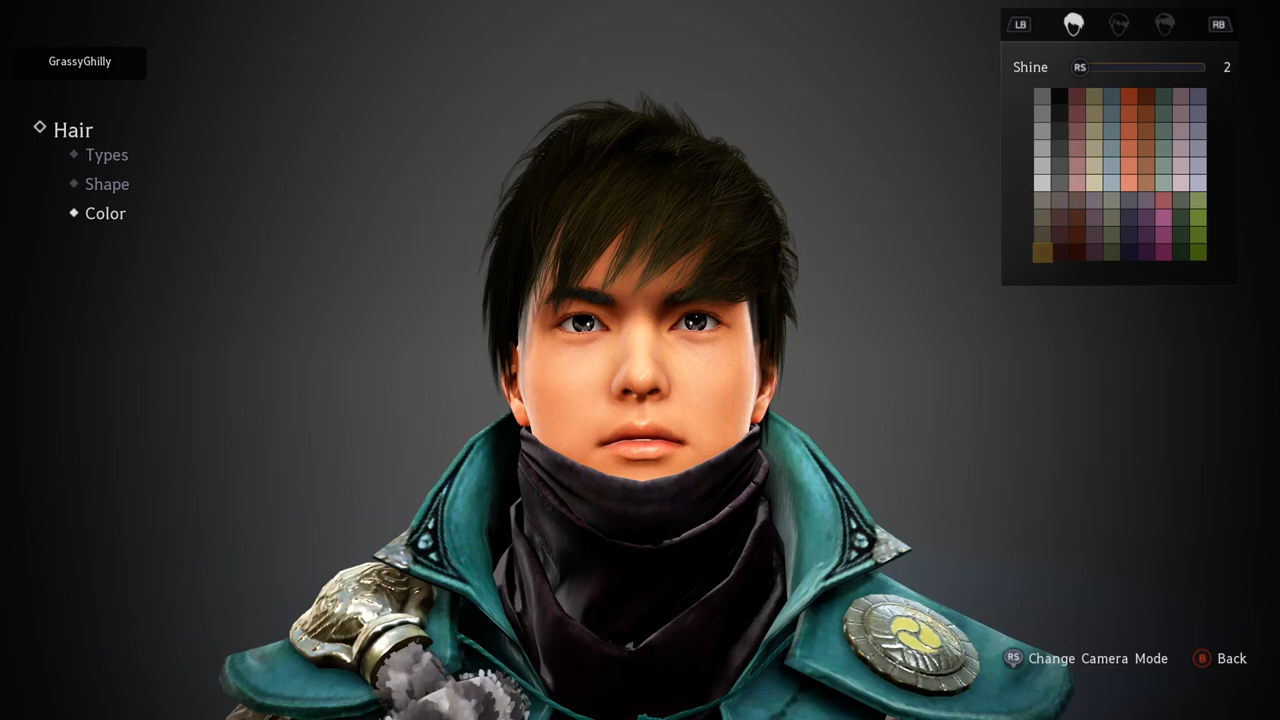 LB
RB
GrassyGhilly
Shine
RS
2
Hair
Types
Shape
Color
RS
Change Camera Mode
B
Back